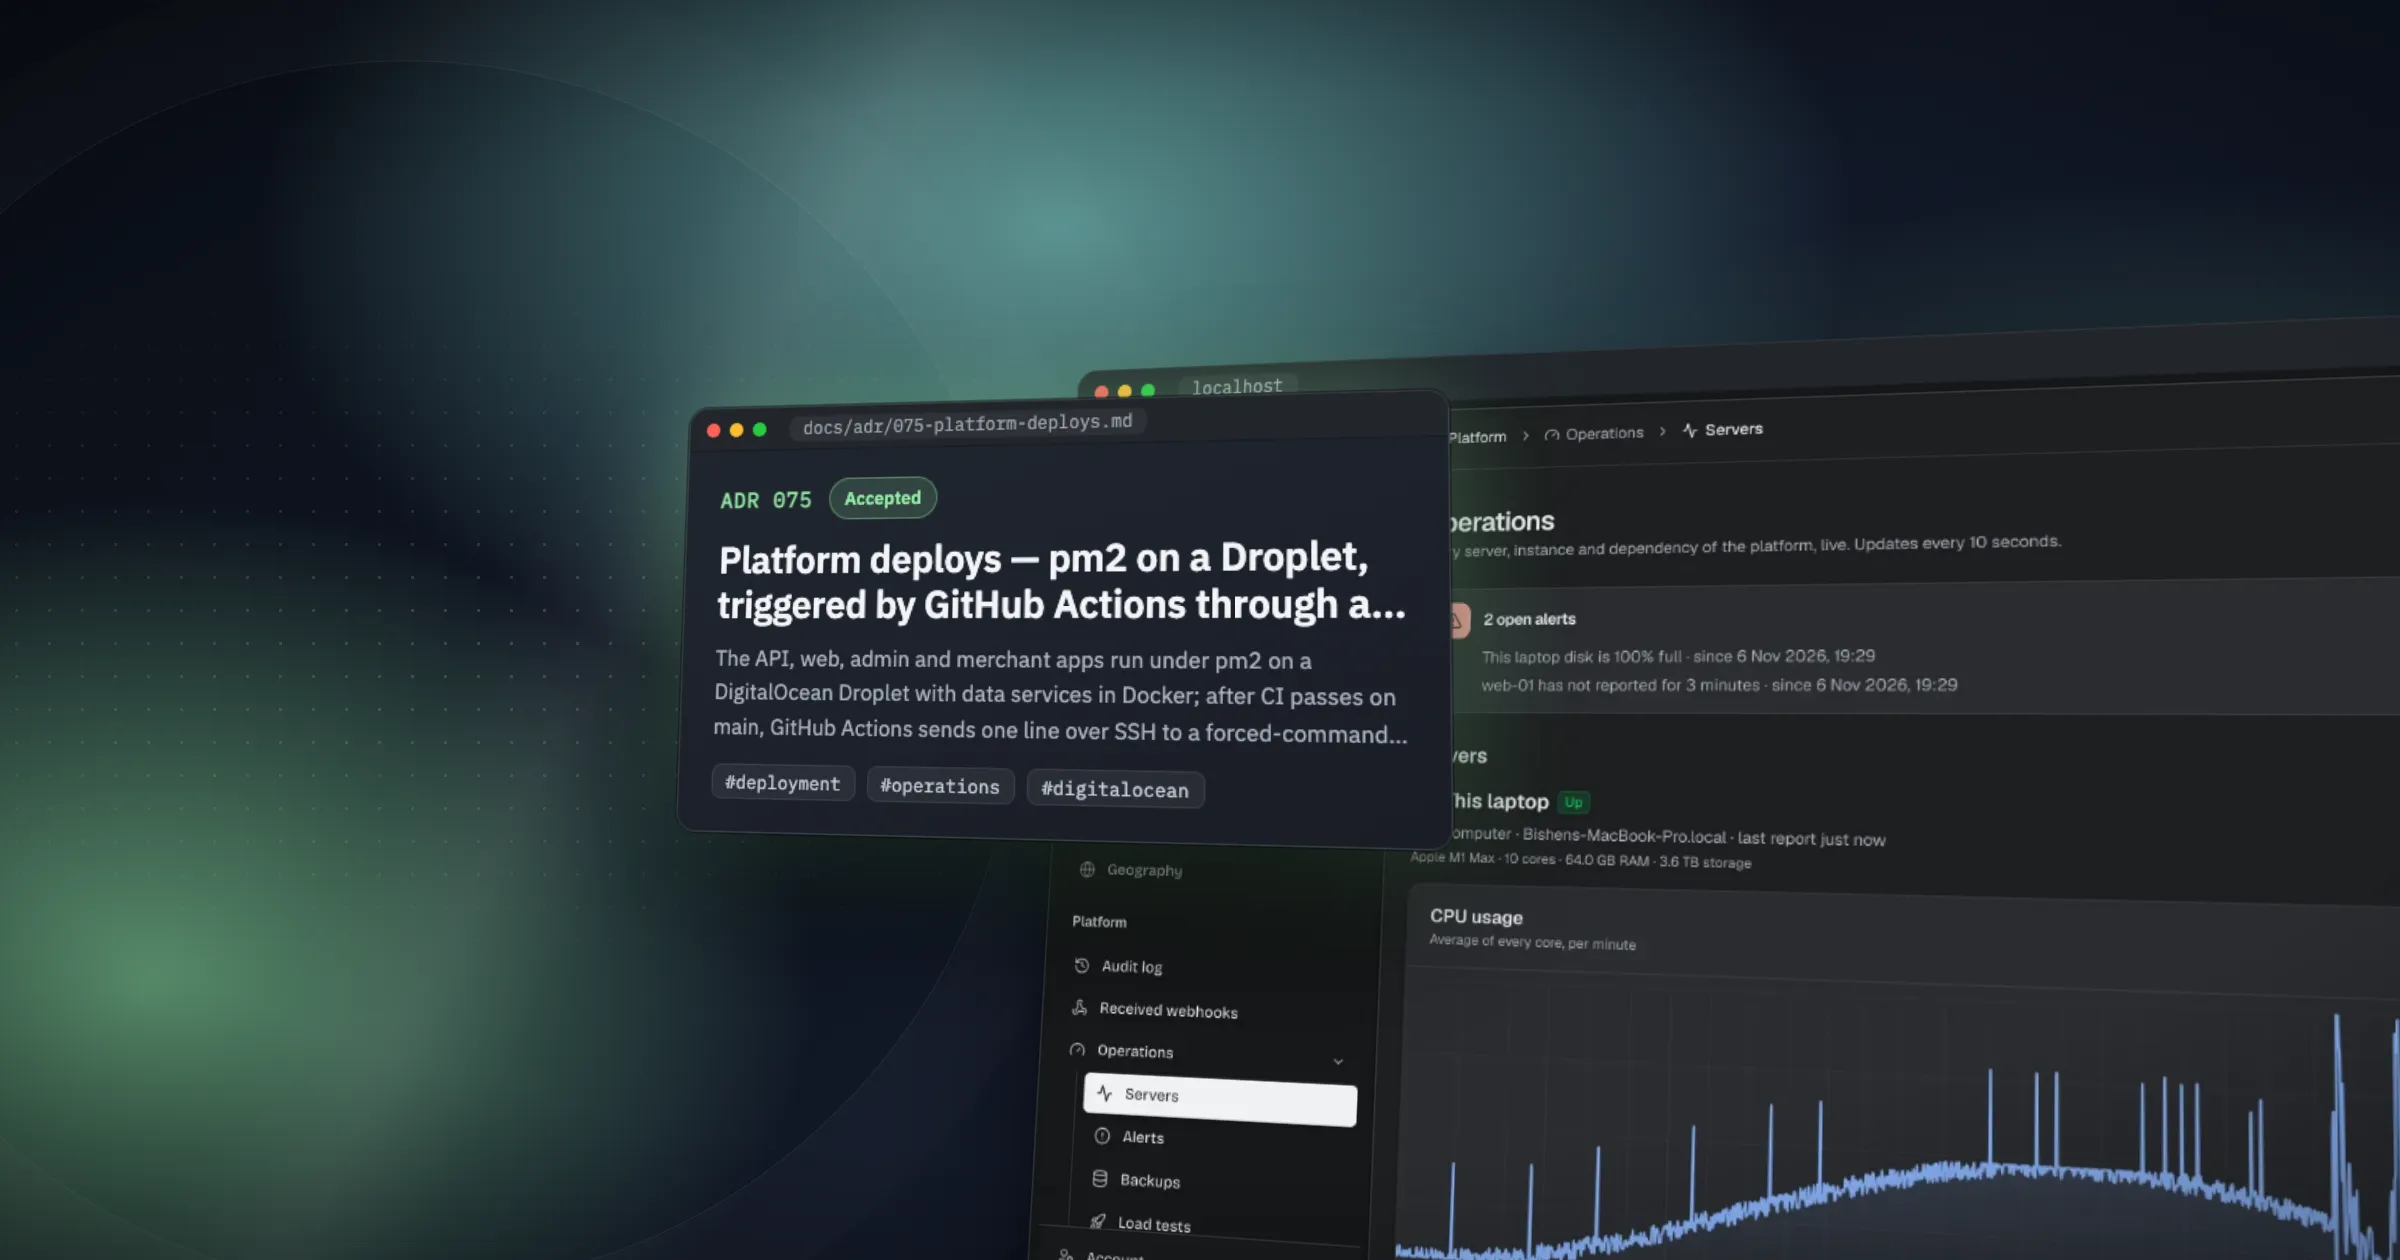 localhost
docs/adr/075-platform-deploys.md
ADR 075 Accepted
Platform deploys — pm2 on a Droplet,
triggered by GitHub Actions through a...
The API, web, admin and merchant apps run under pm2 on a
DigitalOcean Droplet with data services in Docker; after CI passes on
main, GitHub Actions sends one line over SSH to a forced-command...
#deployment #operations #digitalocean
Platform > Operations > Servers
server, instance and dependency of the platform, live. Updates every 10 seconds.
2 open alerts
This laptop disk is 100% full · since 6 Nov 2026, 19:29
web-01 has not reported for 3 minutes · since 6 Nov 2026, 19:29
laptop Up
Bishens-MacBook-Pro.local · last report just now
Apple M1 Max · 10 cores · 64.0 GB RAM · 3.6 TB storage
CPU usage
Average of every core, per minute
Geography
Platform
Audit log
Received webhooks
Operations
Servers
Alerts
Backups
Load tests